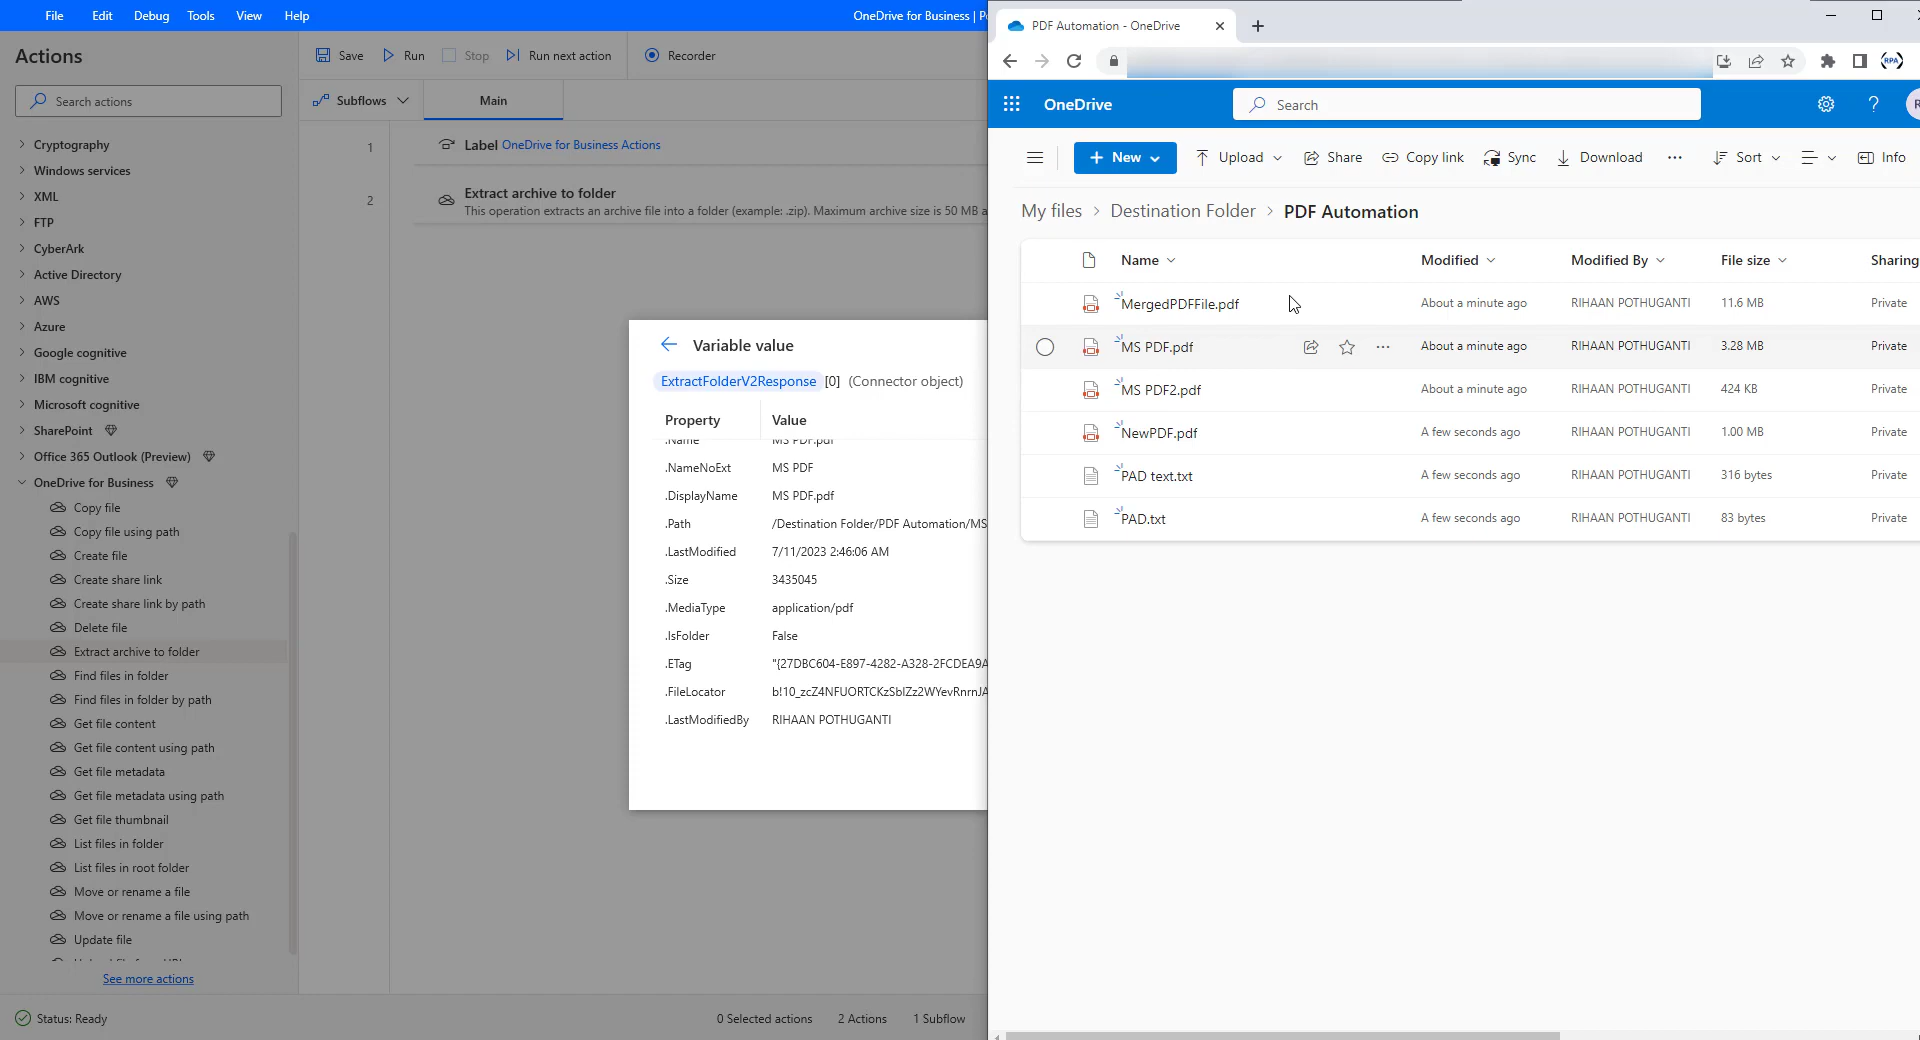 File Edit Debug Tools View Help
OneDrive for Business | P
Actions
Search actions
Cryptography
Windows services
XML
FTP
CyberArk
Active Directory
AWS
Azure
Google cognitive
IBM cognitive
Microsoft cognitive
SharePoint
Office 365 Outlook (Preview)
OneDrive for Business
Copy file
Copy file using path
Create file
Create share link
Create share link by path
Delete file
Extract archive to folder
Find files in folder
Find files in folder by path
Get file content
Get file content using path
Get file metadata
Get file metadata using path
Get file thumbnail
List files in folder
List files in root folder
Move or rename a file
Move or rename a file using path
Update file
See more actions
Status: Ready
Save Run Stop Run next action Recorder
Subflows Main
1 Label OneDrive for Business Actions
2 Extract archive to folder
This operation extracts an archive file into a folder (example: .zip). Maximum archive size is 50 MB a
Variable value
ExtractFolderV2Response [0] (Connector object)
Property Value
.Name MS PDF.pdf
.NameNoExt MS PDF
.DisplayName MS PDF.pdf
.Path /Destination Folder/PDF Automation/MS
.LastModified 7/11/2023 2:46:06 AM
.Size 3435045
.MediaType application/pdf
.IsFolder False
.ETag "{27DBC604-E897-4282-A328-2FCDEA9A
.FileLocator
.LastModifiedBy RIHAAN POTHUGANTI
0 Selected actions 2 Actions 1 Subflow
PDF Automation - OneDrive
RPA
OneDrive
Search
?
R
New Upload Share Copy link Sync Download Sort Info
My files > Destination Folder > PDF Automation
Name Modified Modified By File size Sharing
MergedPDFFile.pdf About a minute ago RIHAAN POTHUGANTI 11.6 MB Private
MS PDF.pdf About a minute ago RIHAAN POTHUGANTI 3.28 MB Private
MS PDF2.pdf About a minute ago RIHAAN POTHUGANTI 424 KB Private
NewPDF.pdf A few seconds ago RIHAAN POTHUGANTI 1.00 MB Private
PAD text.txt A few seconds ago RIHAAN POTHUGANTI 316 bytes Private
PAD.txt A few seconds ago RIHAAN POTHUGANTI 83 bytes Private